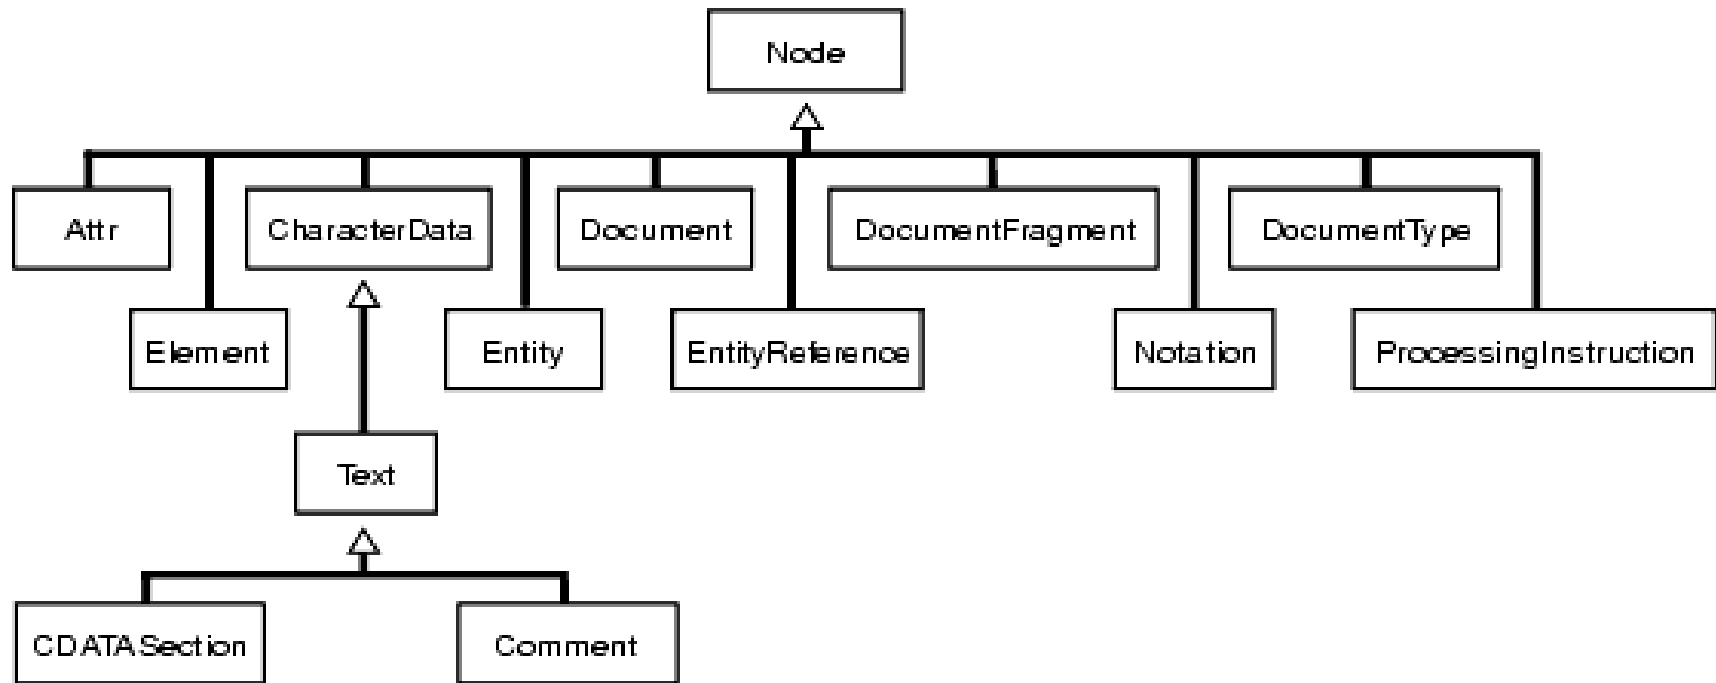 Node
Attr
CharacterData
Document
DocumentFragment
DocumentType
Element
Entity
EntityReference
Notation
ProcessingInstruction
Text
CDATASection
Comment